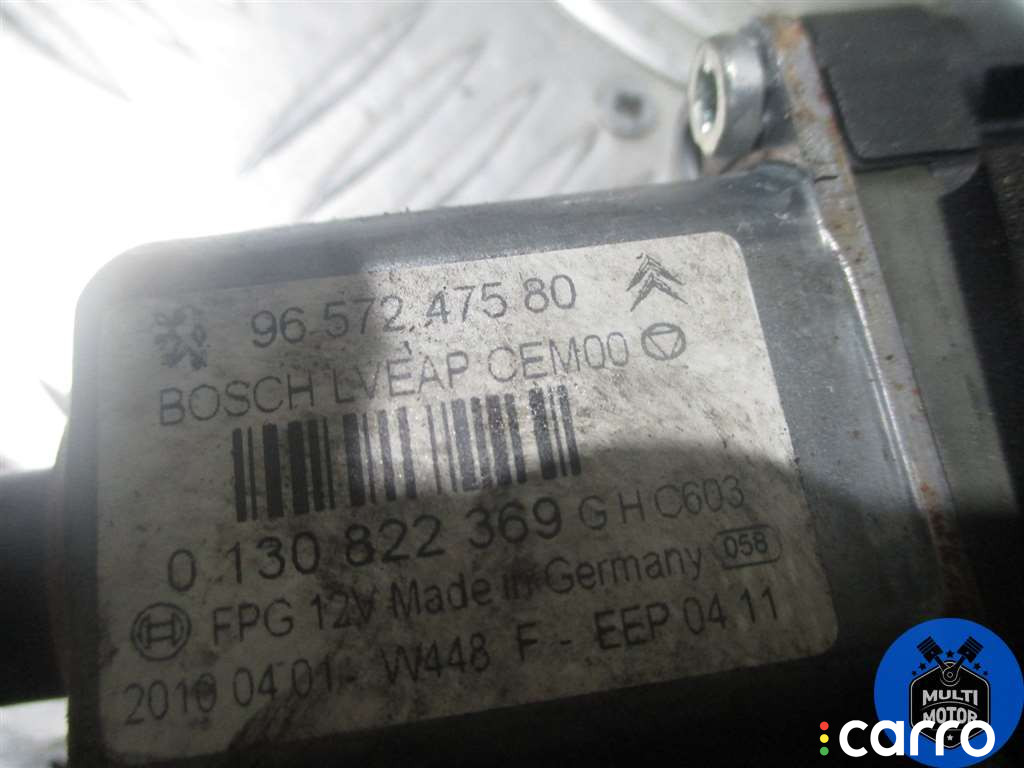 96 572 475 80
BOSCH LVEAP CEM00
0 130 822 369 G H C603
FPG 12V Made in Germany 058
2010 04 01 - W448 F - EEP 04 11
MULTI
MOTOR
carro